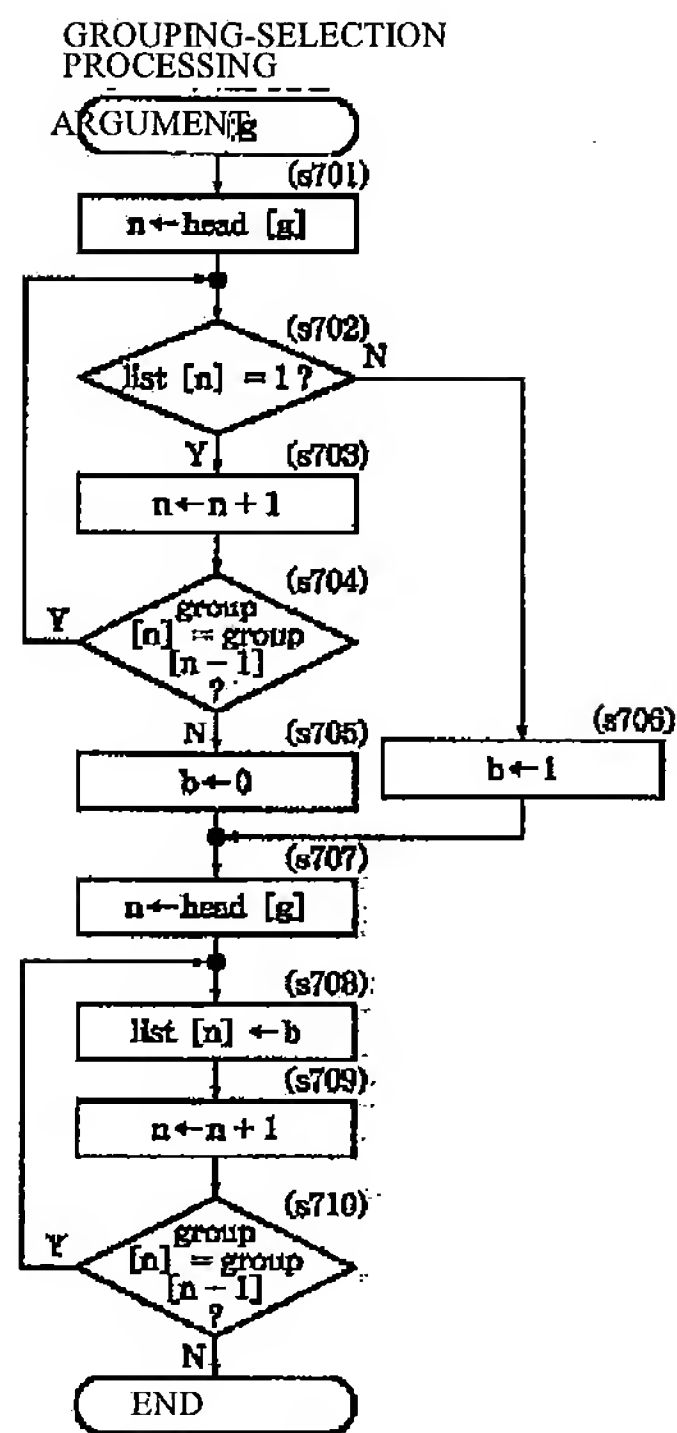 GROUPING-SELECTION
PROCESSING
ARGUMENT g
(s701)
n←head [g]
(s702)
list [n] = 1 ?
N
Y
(s703)
n←n+1
(s704)
group
[n] = group
[n-1]
?
Y
N
(s705)
b←0
(s706)
b←1
(s707)
n←head [g]
(s708)
list [n] ←b
(s709)
n←n+1
(s710)
group
[n] = group
[n-1]
?
Y
N
END